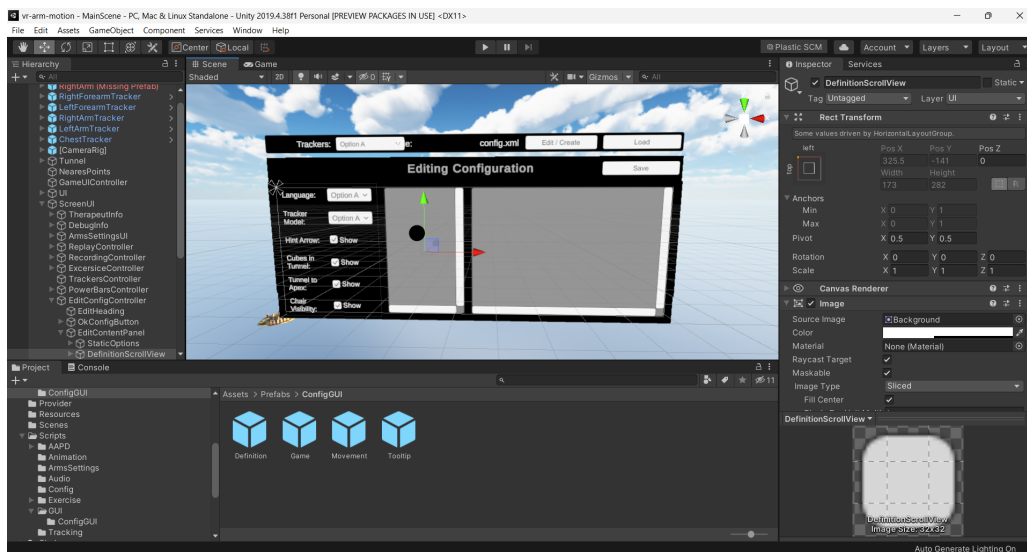 vr-arm-motion - MainScene - PC, Mac & Linux Standalone - Unity 2019.4.38f1 Personal [PREVIEW PACKAGES IN USE] <DX11>
File Edit Assets GameObject Component Services Window Help
Center Local Plastic SCM Account Layers Layout
Hierarchy
All
RightArm (Missing Prefab)
RightForearmTracker
LeftForearmTracker
RightArmTracker
LeftArmTracker
ChestTracker
[CameraRig]
Tunnel
NearesPoints
GameUIController
UI
ScreenUI
TherapeutInfo
DebugInfo
ArmsSettingsUI
ReplayController
RecordingController
ExcersiceController
TrackersController
PowerBarsController
EditConfigController
EditHeading
OkConfigButton
EditContentPanel
StaticOptions
DefinitionScrollView
Scene Game
Shaded 2D 0 Gizmos All
Trackers: Option A e: config.xml Edit / Create Load
Editing Configuration Save
Language: Option A
Tracker Model: Option A
Hint Arrow: Show
Cubes in Tunnel: Show
Tunnel to Apex: Show
Chair Visibility: Show
Inspector Services
DefinitionScrollView Static
Tag Untagged Layer UI
Rect Transform
Some values driven by HorizontalLayoutGroup.
left Pos X Pos Y Pos Z
top 325.5 -141 0
Width Height
173 282 R
Anchors
Min X 0 Y 1
Max X 0 Y 1
Pivot X 0.5 Y 0.5
Rotation X 0 Y 0 Z 0
Scale X 1 Y 1 Z 1
Canvas Renderer
Image
Source Image Background
Color
Material None (Material)
Raycast Target
Maskable
Image Type Sliced
Fill Center
DefinitionScrollView
DefinitionScrollView
Image Size: 32x32
Project Console
11
ConfigGUI
Provider
Resources
Scenes
Scripts
AAPD
Animation
ArmsSettings
Audio
Config
Exercise
GUI
ConfigGUI
Tracking
Assets > Prefabs > ConfigGUI
Definition Game Movement Tooltip
Auto Generate Lighting On